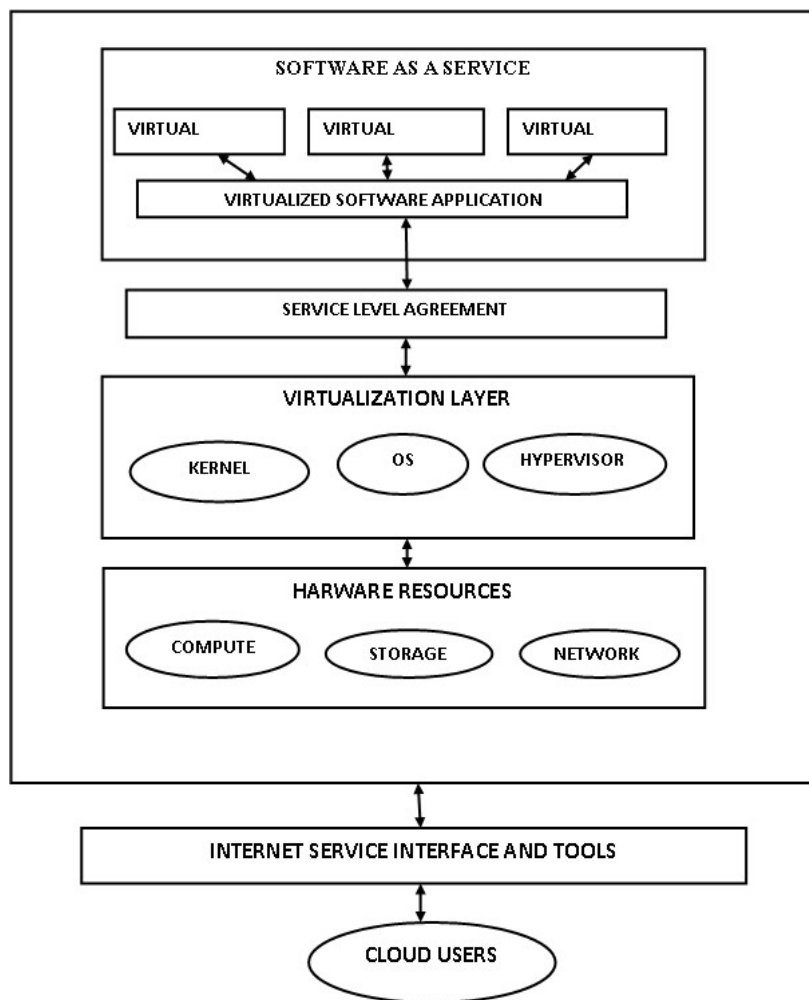 SOFTWARE AS A SERVICE
VIRTUAL
VIRTUAL
VIRTUAL
VIRTUALIZED SOFTWARE APPLICATION
SERVICE LEVEL AGREEMENT
VIRTUALIZATION LAYER
KERNEL
OS
HYPERVISOR
HARWARE RESOURCES
COMPUTE
STORAGE
NETWORK
INTERNET SERVICE INTERFACE AND TOOLS
CLOUD USERS